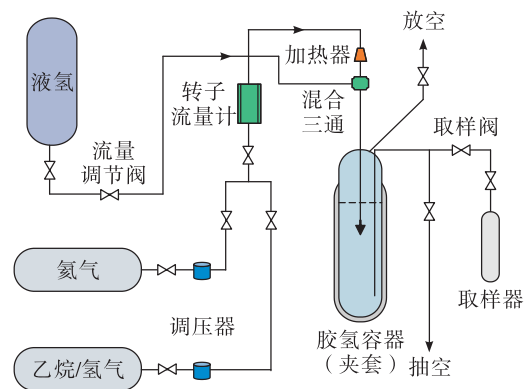 放空
加热器
液氢
转子
流量计
混合
三通
取样阀
流量
调节阀
氦气
取样器
调压器
胶氢容器
（夹套）
抽空
乙烷/氢气